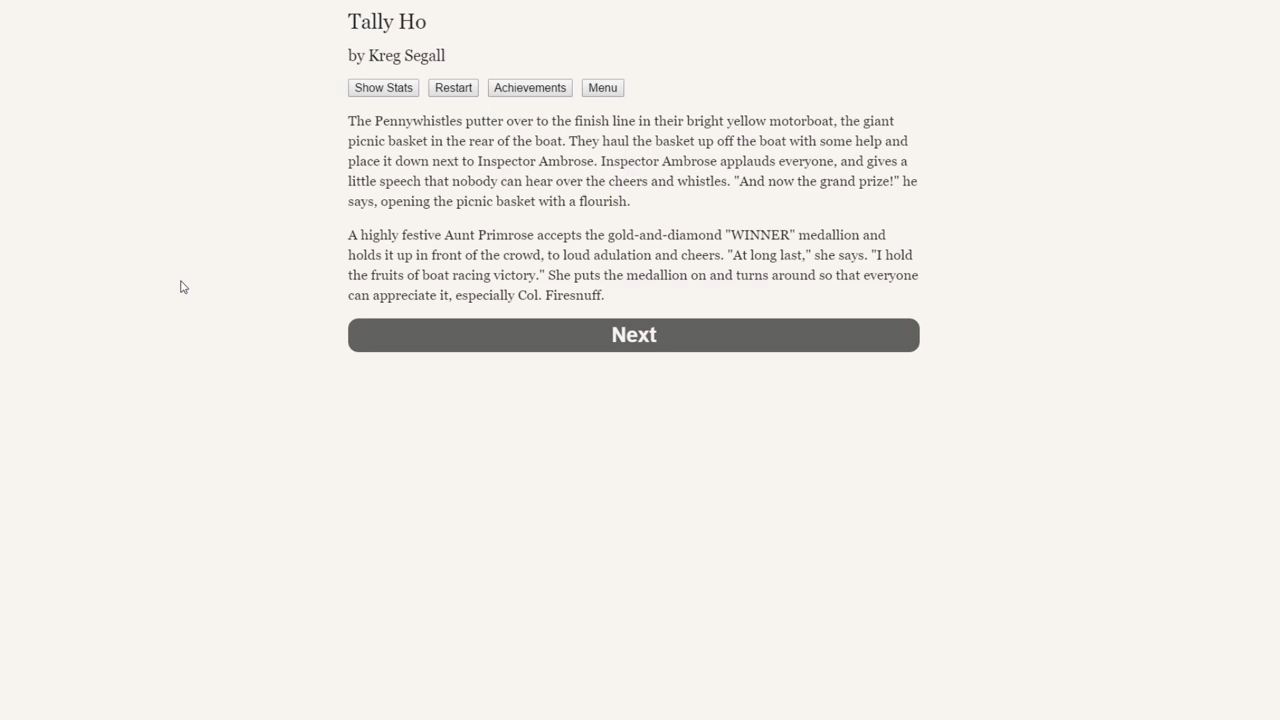 Tally Ho
by Kreg Segall
Show Stats Restart Achievements Menu
The Pennywhistles putter over to the finish line in their bright yellow motorboat, the giant
picnic basket in the rear of the boat. They haul the basket up off the boat with some help and
place it down next to Inspector Ambrose. Inspector Ambrose applauds everyone, and gives a
little speech that nobody can hear over the cheers and whistles. "And now the grand prize!" he
says, opening the picnic basket with a flourish.
A highly festive Aunt Primrose accepts the gold-and-diamond "WINNER" medallion and
holds it up in front of the crowd, to loud adulation and cheers. "At long last," she says. "I hold
the fruits of boat racing victory." She puts the medallion on and turns around so that everyone
can appreciate it, especially Col. Firesnuff.
Next